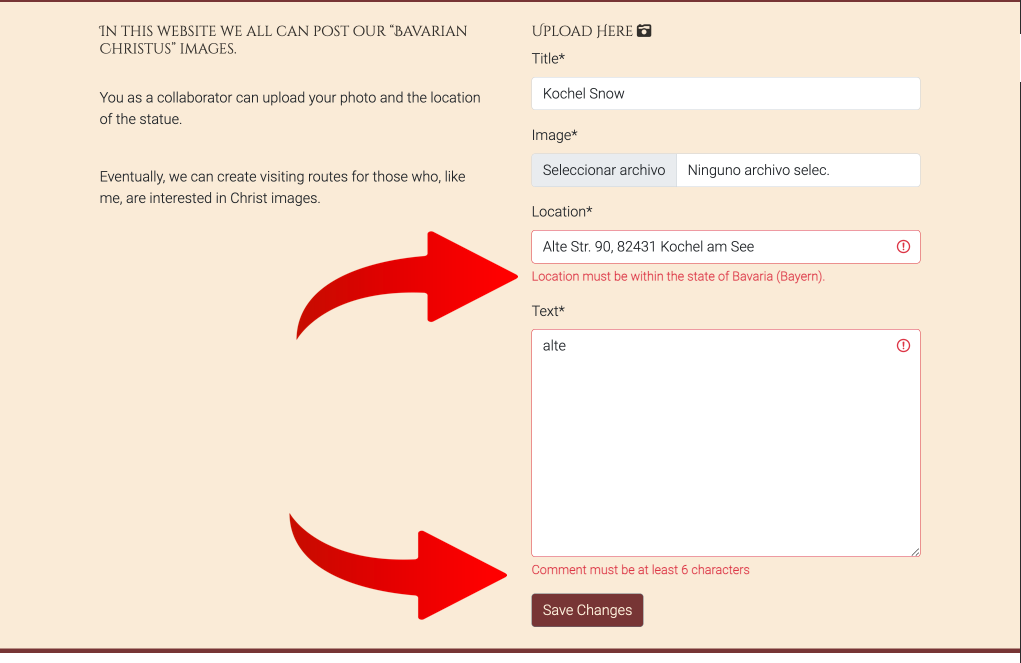 In this website we all can post our “Bavarian
Christus” images.
You as a collaborator can upload your photo and the location
of the statue.
Eventually, we can create visiting routes for those who, like
me, are interested in Christ images.
Upload Here
Title*
Kochel Snow
Image*
Seleccionar archivo Ninguno archivo selec.
Location*
Alte Str. 90, 82431 Kochel am See
Location must be within the state of Bavaria (Bayern).
Text*
alte
Comment must be at least 6 characters
Save Changes